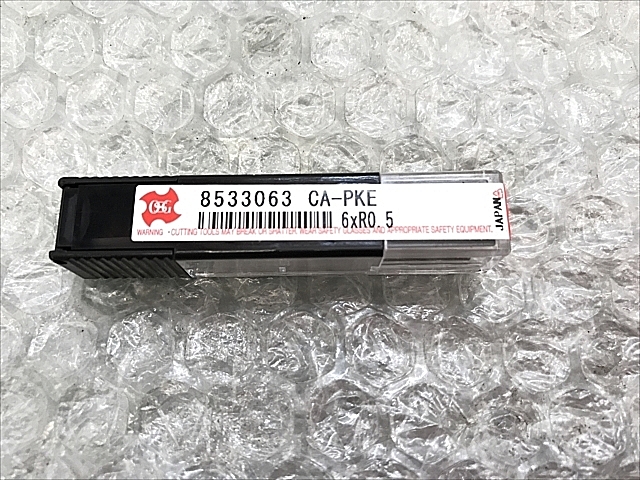 OSG
8533063 CA-PKE
6xR0.5
WARNING •CUTTING TOOLS MAY BREAK OR SHATTER. WEAR SAFETY GLASSES AND APPROPRIATE SAFETY EQUIPMENT.
JAPAN